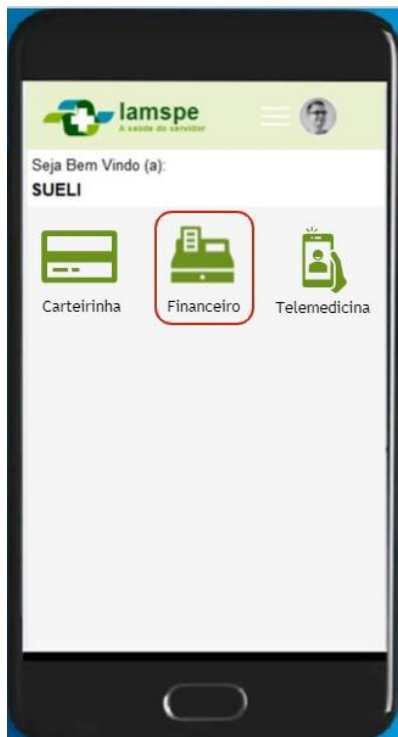 Iamspe
A saúde do servidor
Seja Bem Vindo (a):
SUELI
Carteirinha
Financeiro
Telemedicina